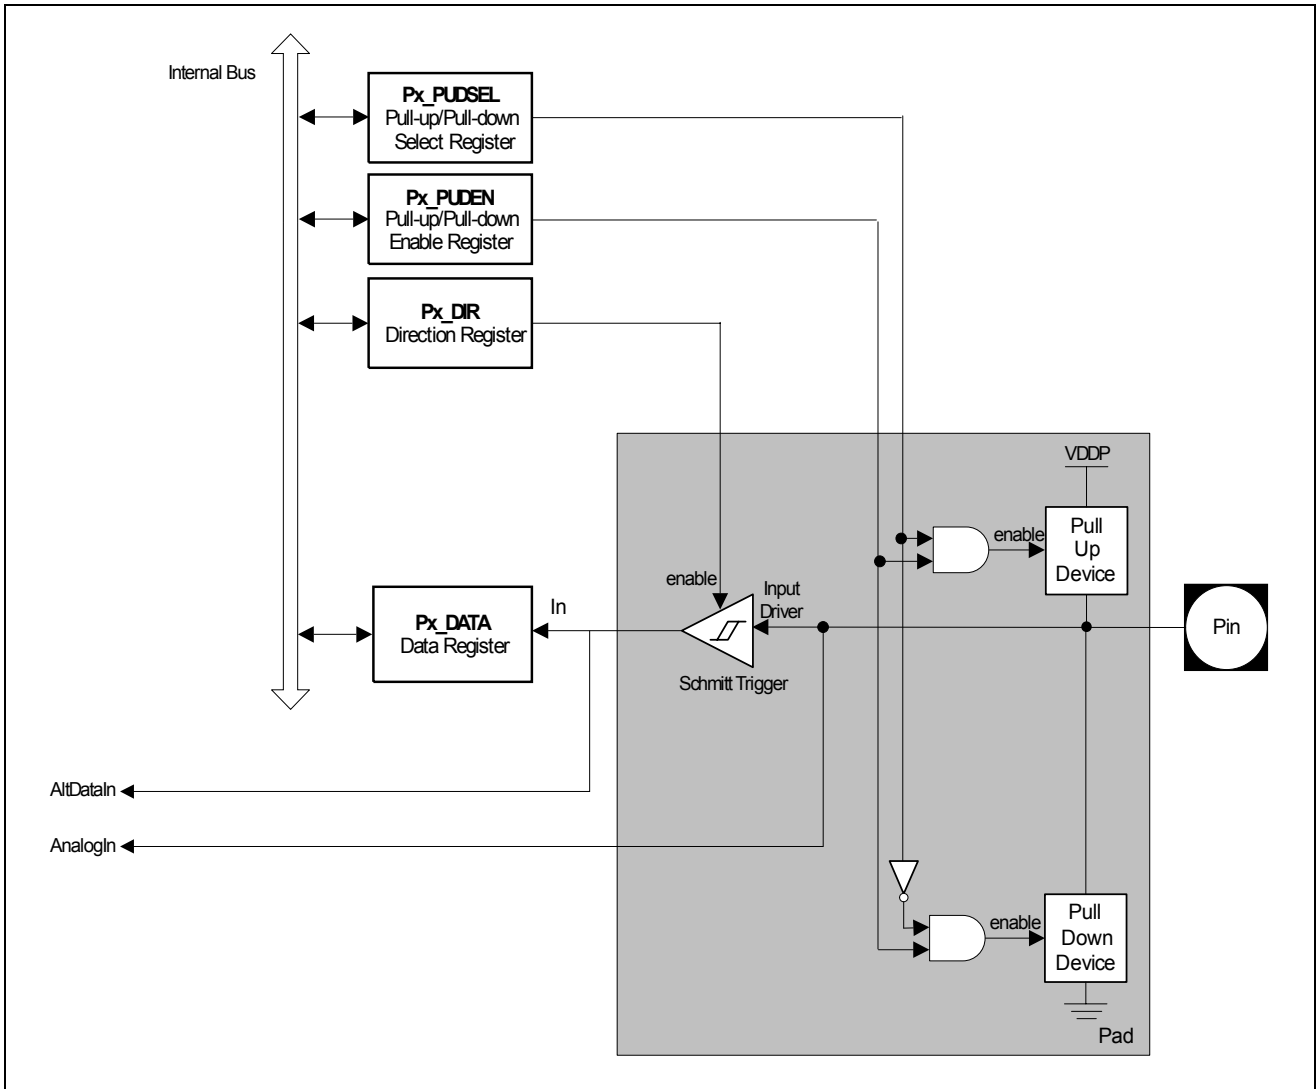 Internal Bus
Px_PUDSEL
Pull-up/Pull-down
Select Register
Px_PUDEN
Pull-up/Pull-down
Enable Register
Px_DIR
Direction Register
VDDP
Pull
Up
Device
enable
enable
Input
Driver
In
Px_DATA
Data Register
Schmitt Trigger
Pin
AltDataIn
AnalogIn
enable
Pull
Down
Device
Pad